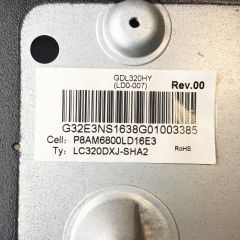 GDL320HY
(LD0-007)
Rev.00
G32E3NS1638G01003385
Cell: P8AM6800LD16E3
Ty: LC320DXJ-SHA2
RoHS